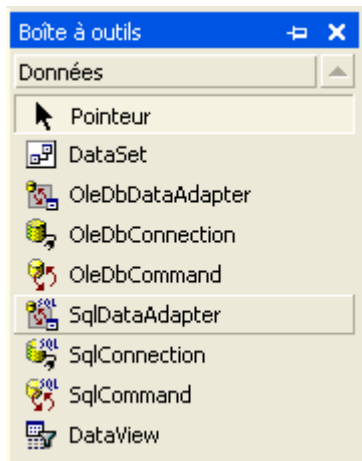 Boîte à outils
Données
Pointeur
DataSet
OleDbDataAdapter
OleDbConnection
OleDbCommand
SqlDataAdapter
SqlConnection
SqlCommand
DataView